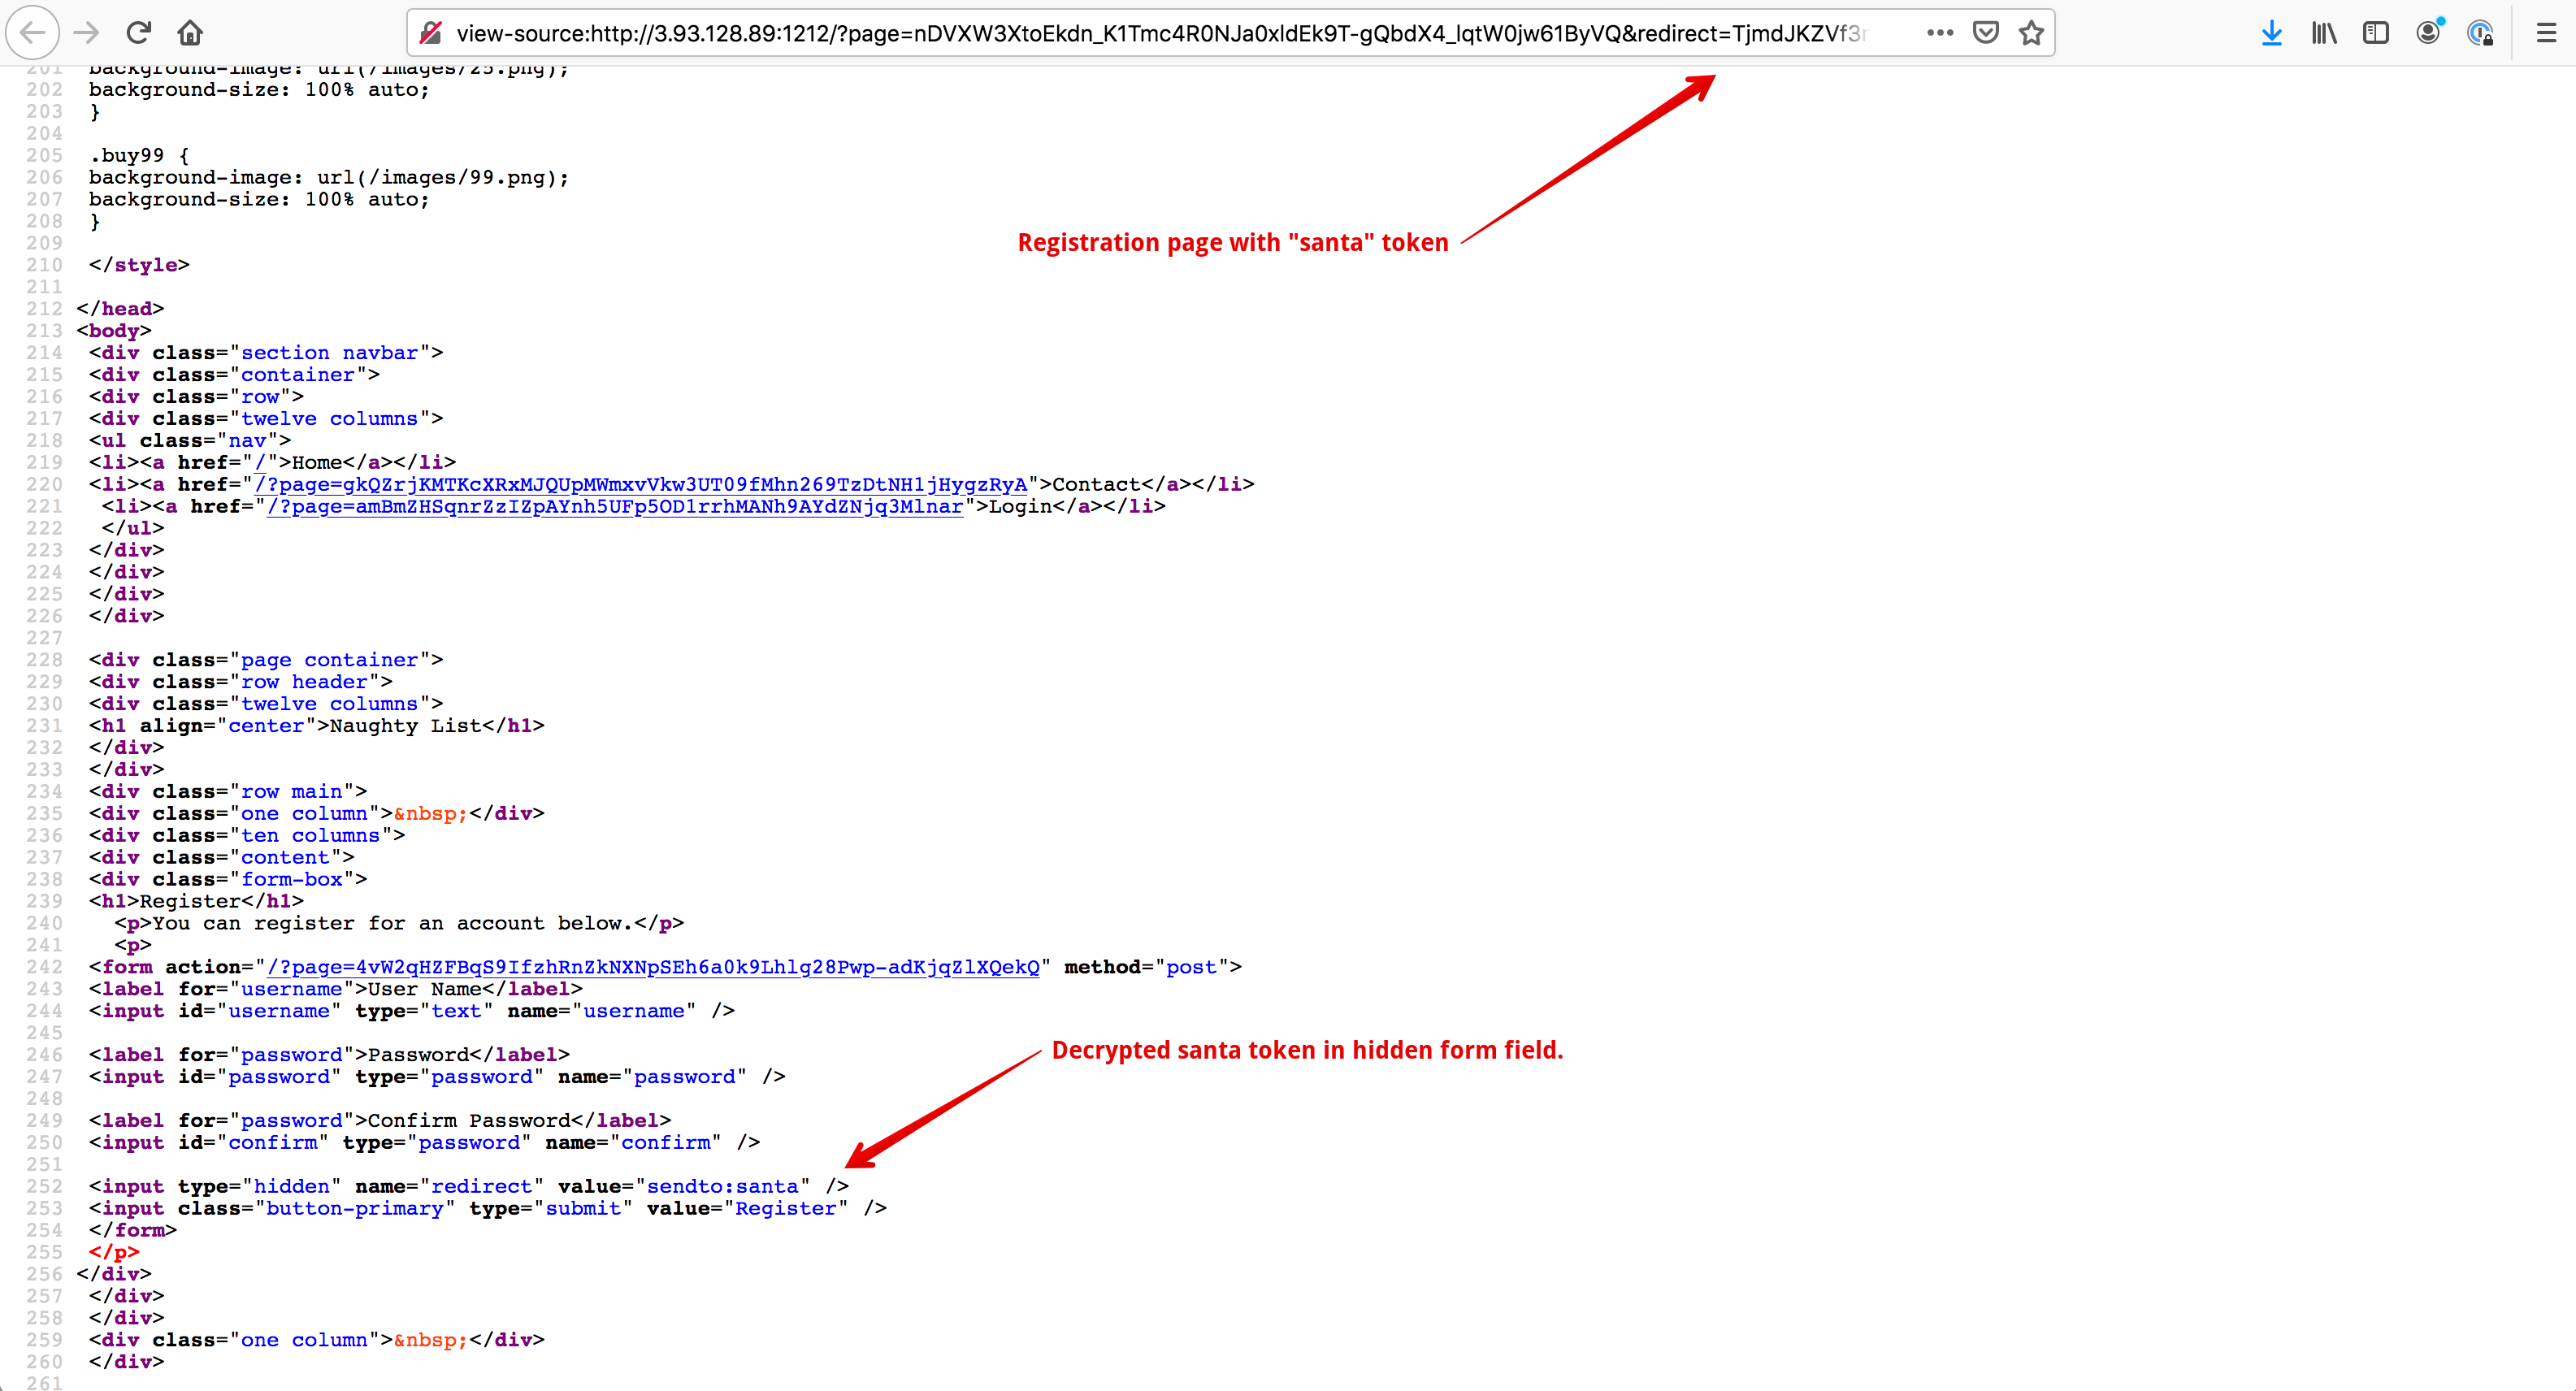 view-source:http://3.93.128.89:1212/?page=nDVXW3XtoEkdn_K1Tmc4R0NJa0xldEk9T-gQbdX4_lqtW0jw61ByVQ&redirect=TjmdJKZVf3
201 background-image: url(/images/25.png);
202 background-size: 100% auto;
203 }
204
205 .buy99 {
206 background-image: url(/images/99.png);
207 background-size: 100% auto;
208 }
209
Registration page with "santa" token
210 </style>
211
212 </head>
213 <body>
214 <div class="section navbar">
215 <div class="container">
216 <div class="row">
217 <div class="twelve columns">
218 <ul class="nav">
219 <li><a href="/">Home</a></li>
220 <li><a href="/?page=gkQZrjKMTKcXRxMJQUpMWmxvVkw3UT09fMhn269TzDtNH1jHygzRyA">Contact</a></li>
221 <li><a href="/?page=amBmZHSqnrZzIZpAYnh5UFp5OD1rrhMANh9AYdZNjq3Mlnar">Login</a></li>
222 </ul>
223 </div>
224 </div>
225 </div>
226 </div>
227
228 <div class="page container">
229 <div class="row header">
230 <div class="twelve columns">
231 <h1 align="center">Naughty List</h1>
232 </div>
233 </div>
234 <div class="row main">
235 <div class="one column">&nbsp;</div>
236 <div class="ten columns">
237 <div class="content">
238 <div class="form-box">
239 <h1>Register</h1>
240 <p>You can register for an account below.</p>
241 <p>
242 <form action="/?page=4vW2qHZFBqS9IfzhRnZkNXNpSEh6a0k9Lhlg28Pwp-adKjqZlXQekQ" method="post">
243 <label for="username">User Name</label>
244 <input id="username" type="text" name="username" />
245
246 <label for="password">Password</label>
Decrypted santa token in hidden form field.
247 <input id="password" type="password" name="password" />
248
249 <label for="password">Confirm Password</label>
250 <input id="confirm" type="password" name="confirm" />
251
252 <input type="hidden" name="redirect" value="sendto:santa" />
253 <input class="button-primary" type="submit" value="Register" />
254 </form>
255 </p>
256 </div>
257 </div>
258 </div>
259 <div class="one column">&nbsp;</div>
260 </div>
261